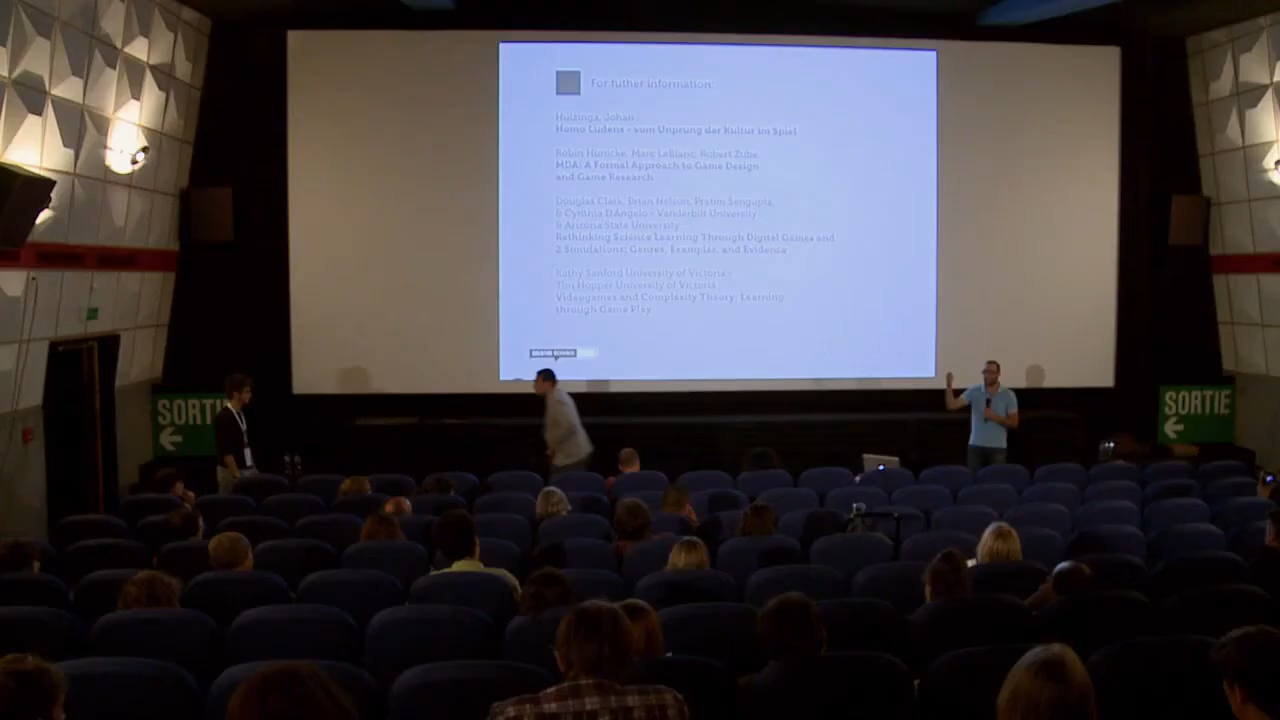 For futher information:
Huizinga, Johan -
Homo Ludens - vom Unprung der Kultur im Spiel
Robin Hunicke, Marc LeBlanc, Robert Zube,
MDA: A Formal Approach to Game Design
and Game Research
Douglas Clark, Brian Nelson, Pratim Sengupta,
& Cynthia D'Angelo - Vanderbilt University
& Arizona State University -
Rethinking Science Learning Through Digital Games and
2 Simulations: Genres, Examples, and Evidence
Kathy Sanford University of Victoria -
Tim Hopper University of Victoria
Videogames and Complexity Theory: Learning
through Game Play
SORTIE
SORTIE